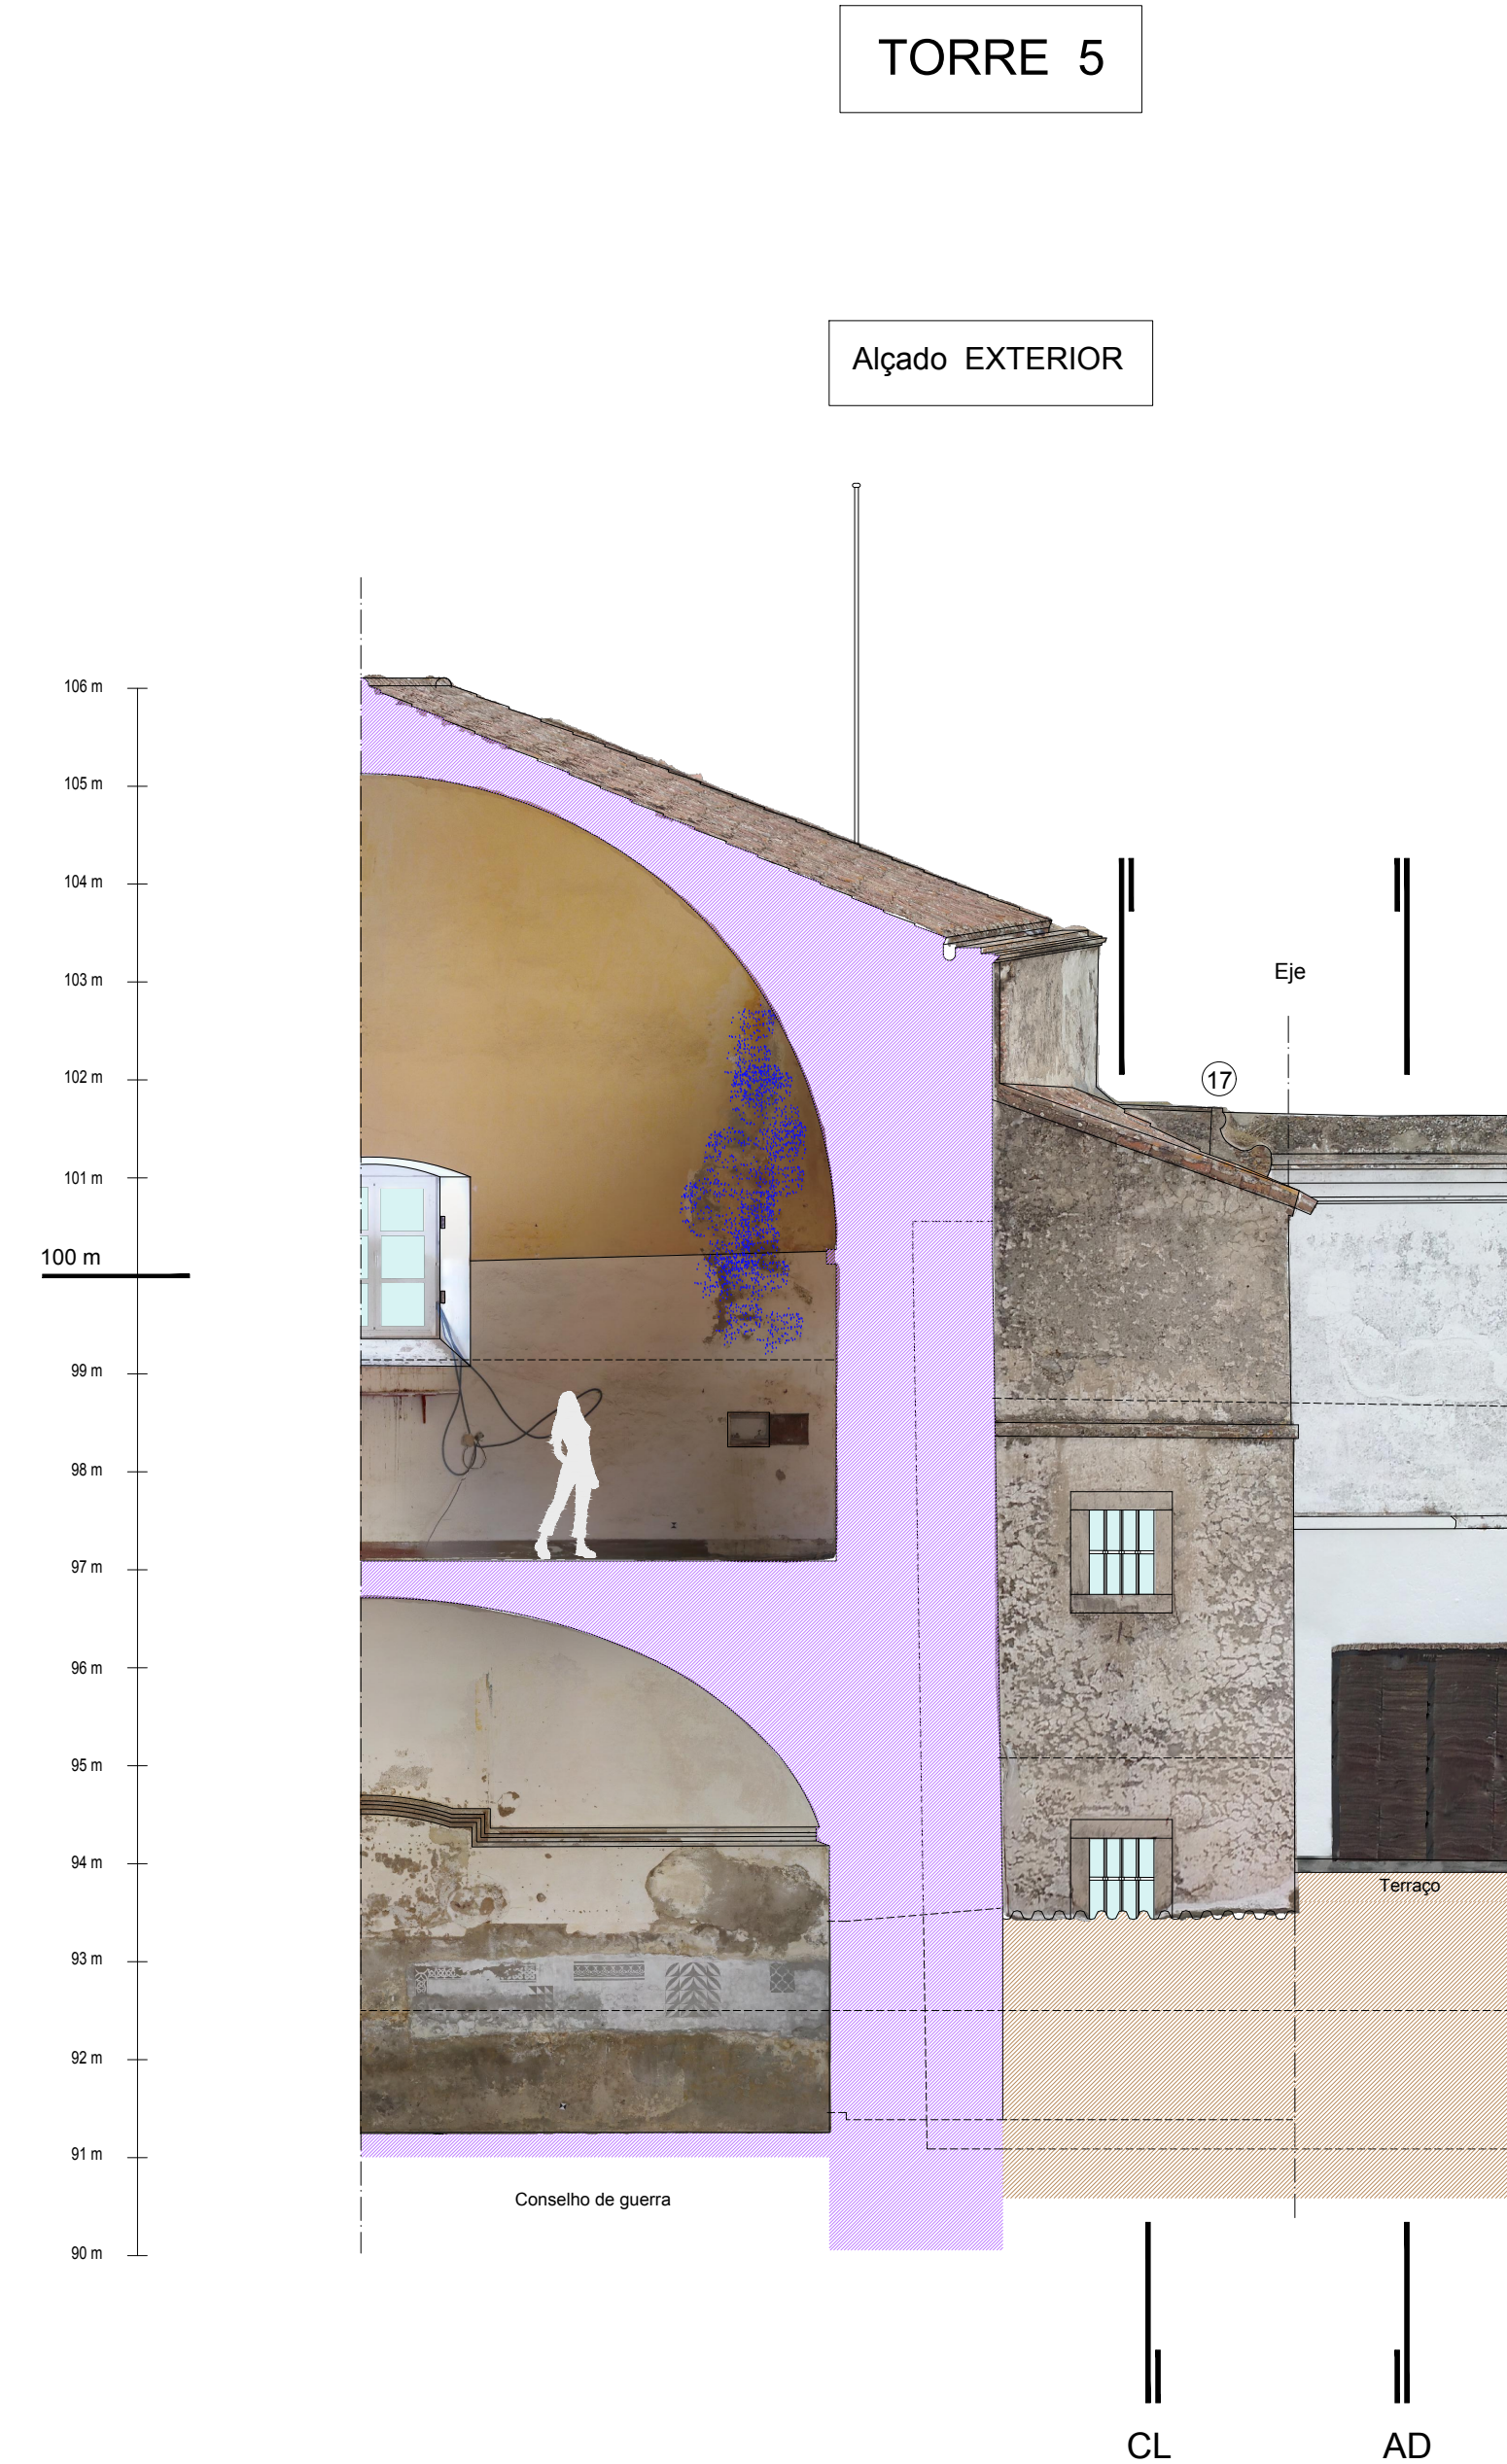 TORRE 5
Alçado EXTERIOR
106 m
105 m
104 m
103 m
Eje
102 m
17
101 m
100 m
99 m
98 m
97 m
96 m
95 m
94 m
Terraço
93 m
92 m
91 m
Conselho de guerra
90 m
CL
AD